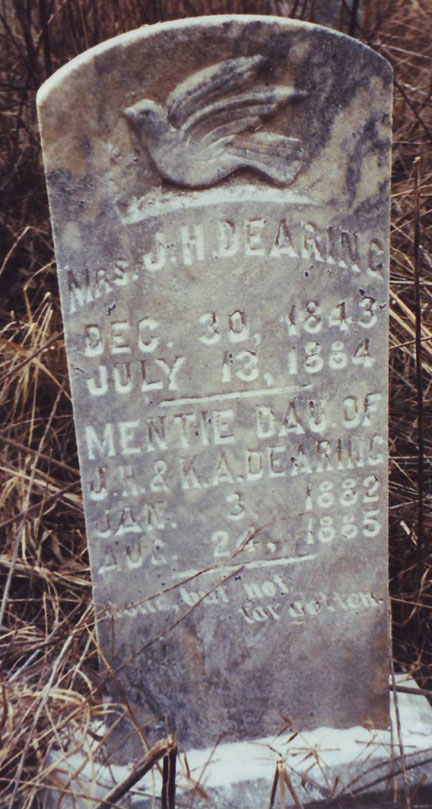 MRS. J.H. DEARING
DEC. 30, 1843
JULY 13, 1884
MENTIE DAU. OF
J.H. & K.A. DEARING
JAN. 3, 1882
AUG. 24, 1885
Gone, but not
forgotten.